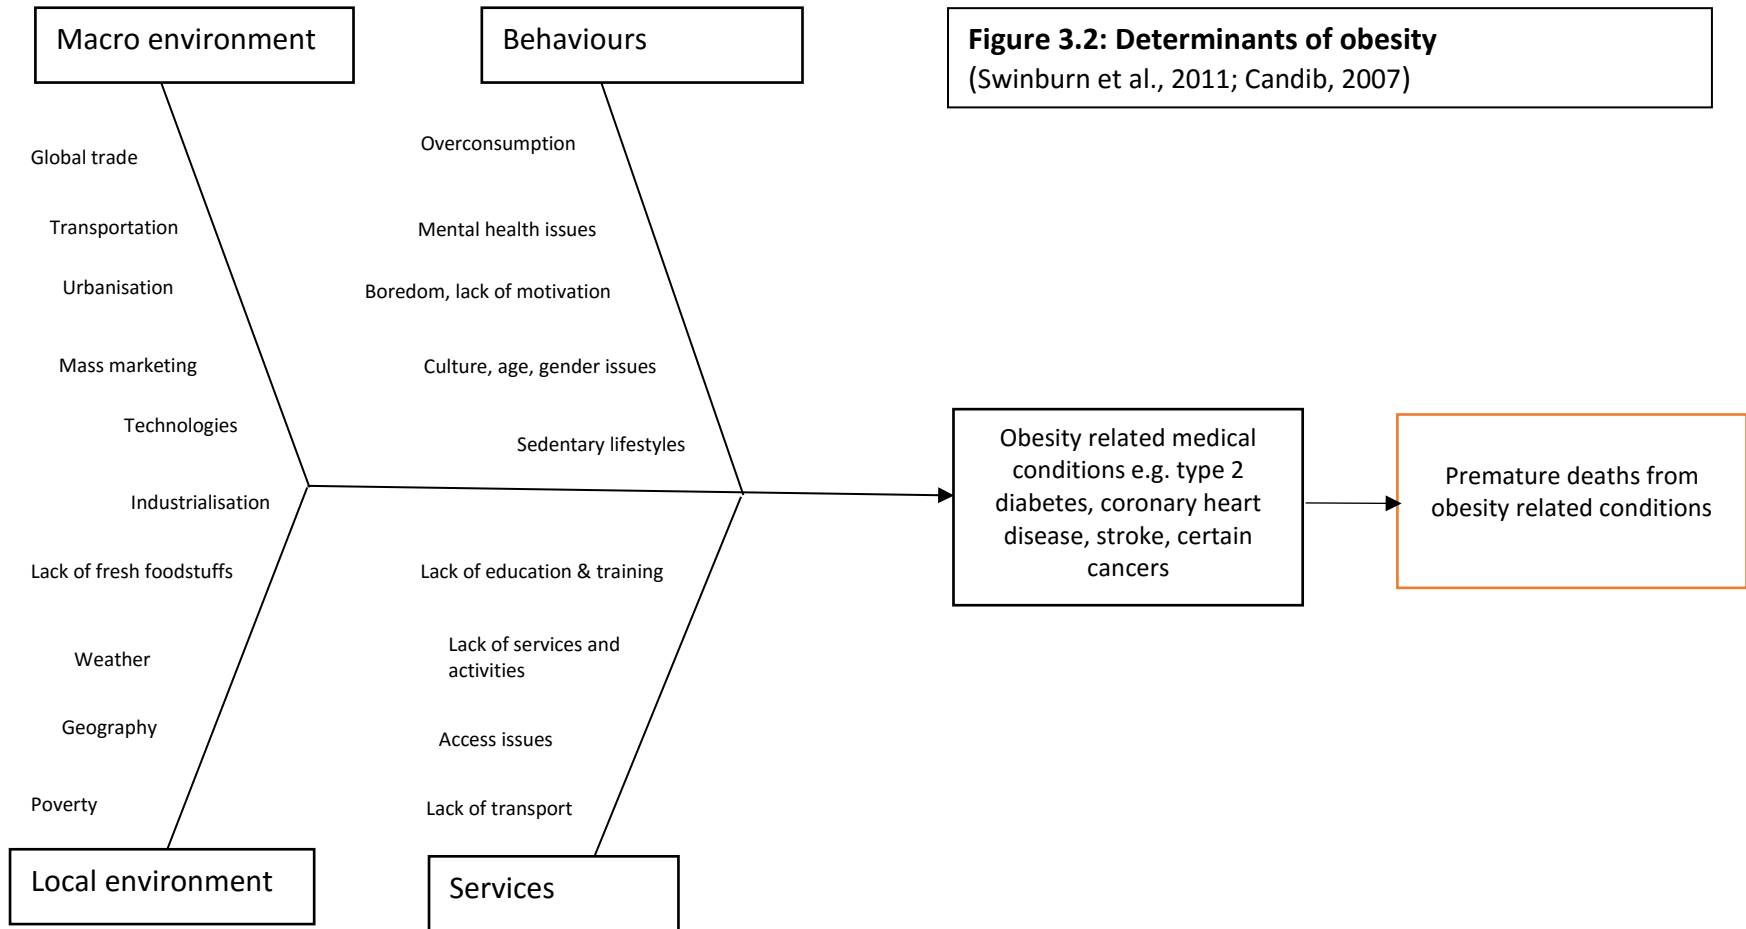 Macro environment
Behaviours
Figure 3.2: Determinants of obesity
(Swinburn et al., 2011; Candib, 2007)
Global trade
Transportation
Urbanisation
Mass marketing
Technologies
Industrialisation
Overconsumption
Mental health issues
Boredom, lack of motivation
Culture, age, gender issues
Sedentary lifestyles
Lack of fresh foodstuffs
Weather
Geography
Poverty
Local environment
Lack of education & training
Lack of services and
activities
Access issues
Lack of transport
Services
Obesity related medical
conditions e.g. type 2
diabetes, coronary heart
disease, stroke, certain
cancers
Premature deaths from
obesity related conditions